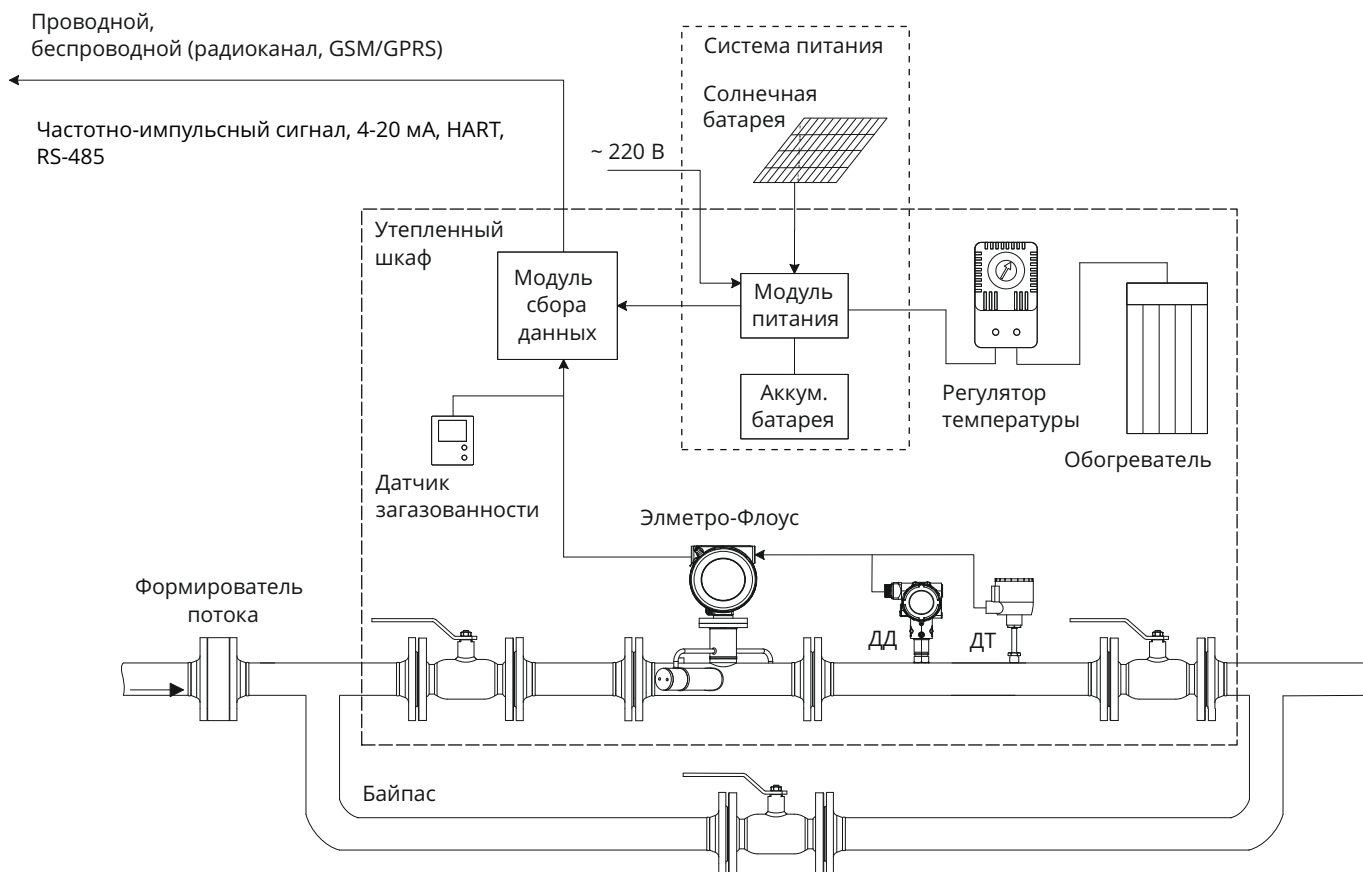 Проводной,
беспроводной (радиоканал, GSM/GPRS)
Частотно-импульсный сигнал, 4-20 мА, HART,
RS-485
Система питания
Солнечная
батарея
~ 220 В
Утепленный
шкаф
Модуль
сбора
данных
Модуль
питания
Аккум.
батарея
Регулятор
температуры
Обогреватель
Датчик
загазованности
Элметро-Флоус
Формирователь
потока
ДД
ДТ
Байпас